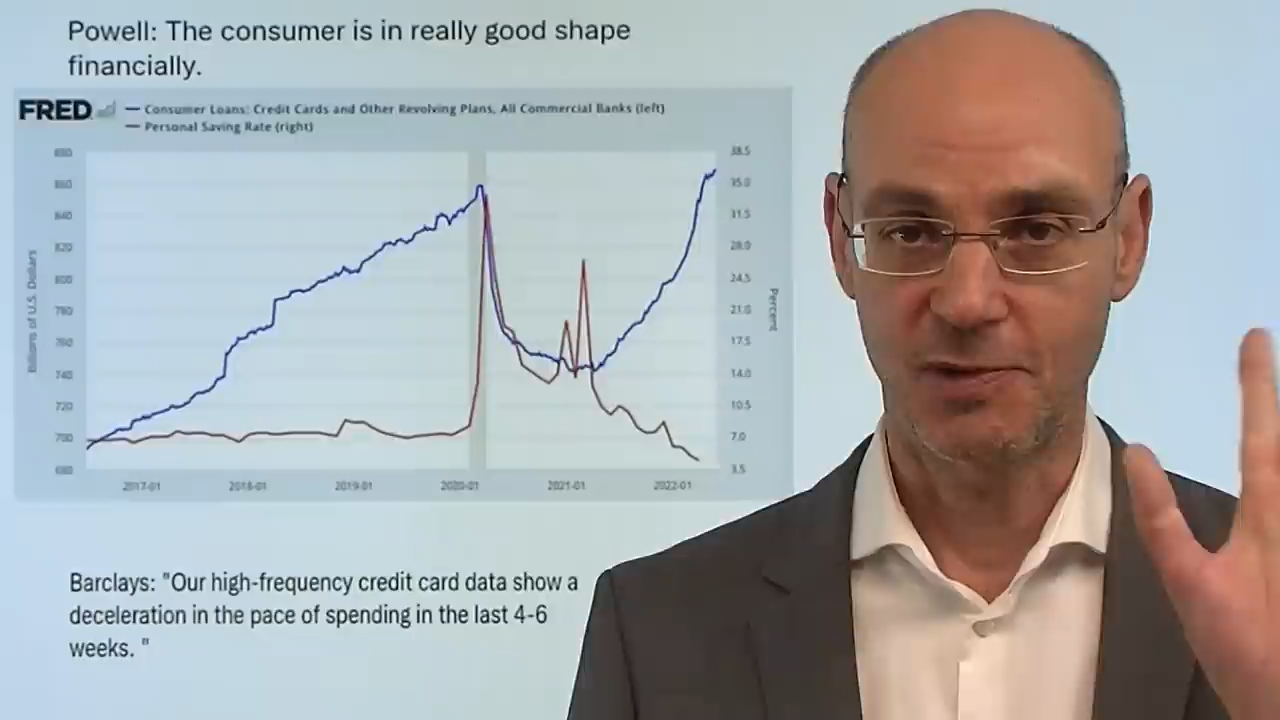 Powell: The consumer is in really good shape
financially.
FRED
Consumer Loans: Credit Cards and Other Revolving Plans, All Commercial Banks (left)
Personal Saving Rate (right)
880
860
840
820
800
780
760
740
720
700
680
Billions of U.S. Dollars
38.5
35.0
31.5
28.0
24.5
21.0
17.5
14.0
10.5
7.0
3.5
Percent
2017-01 2018-01 2019-01 2020-01 2021-01 2022-01
Barclays: "Our high-frequency credit card data show a
deceleration in the pace of spending in the last 4-6
weeks. "